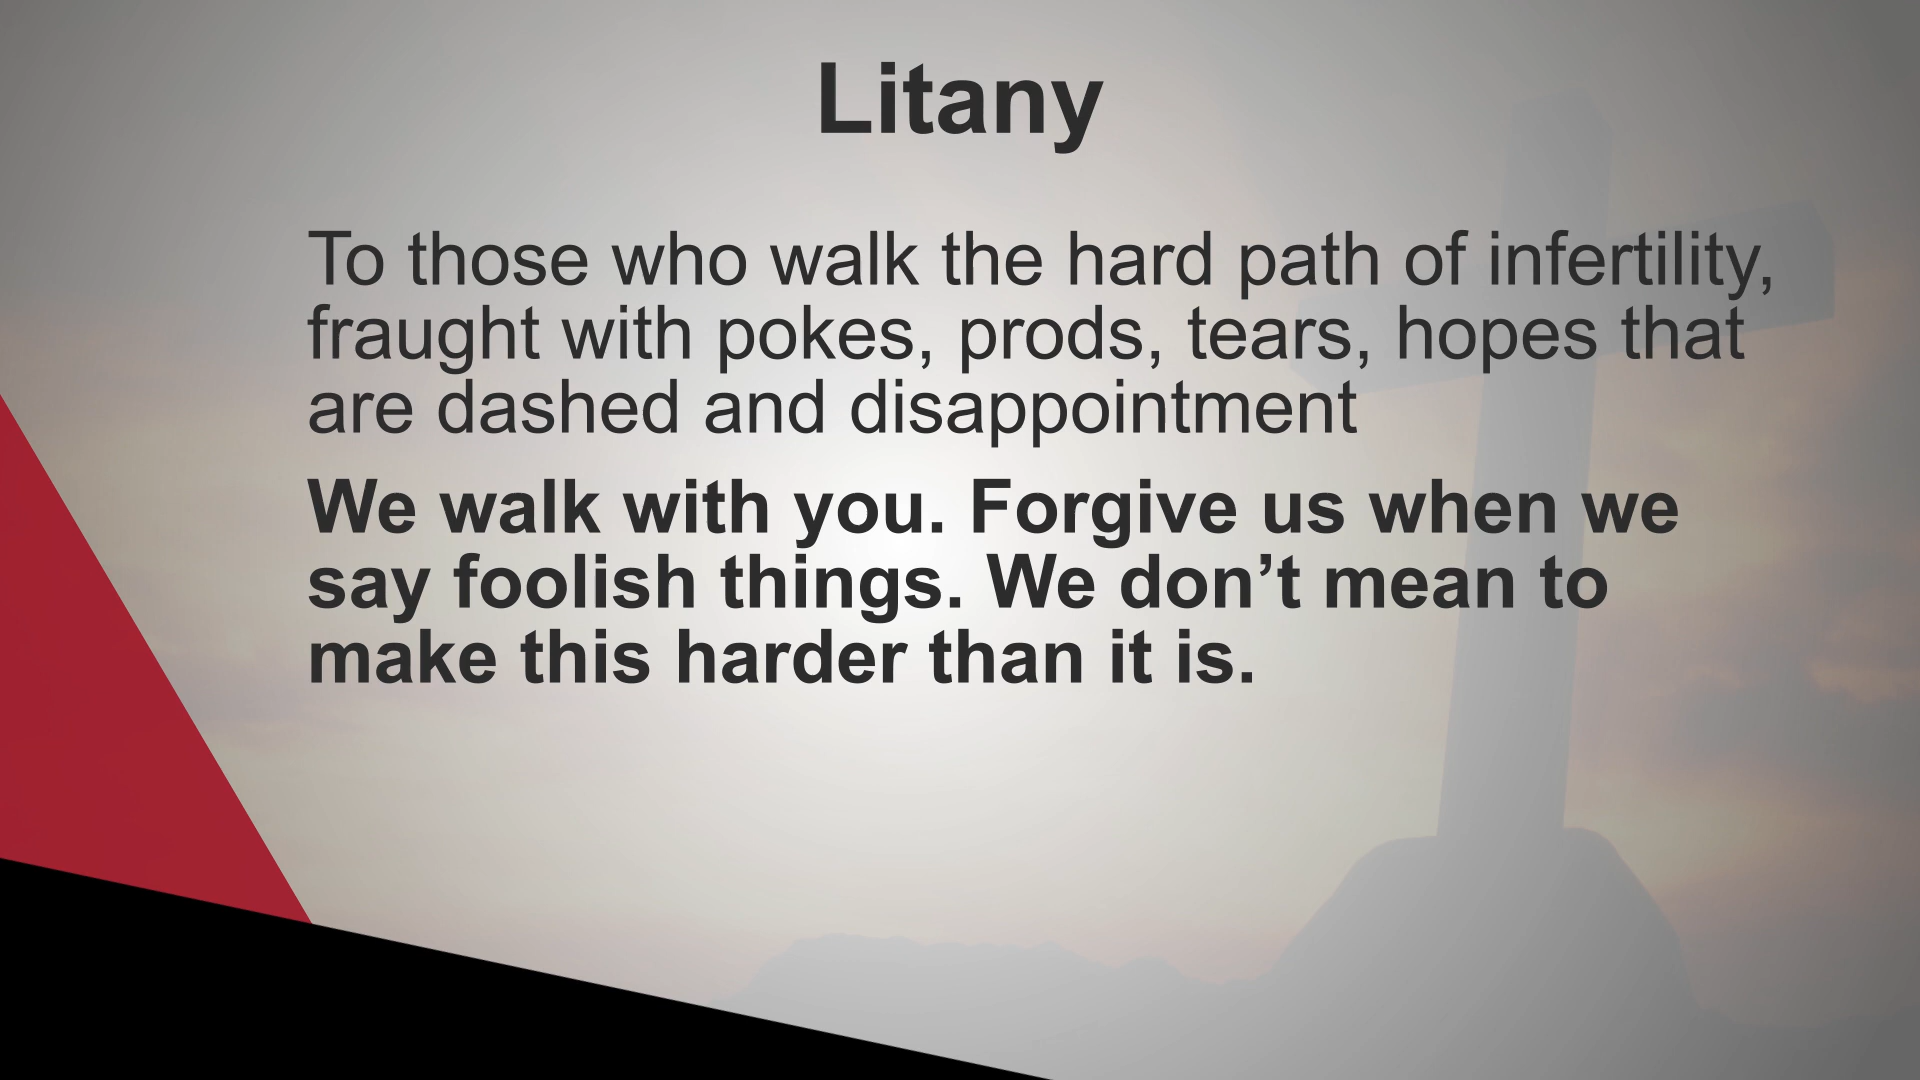 Litany
To those who walk the hard path of infertility,
fraught with pokes, prods, tears, hopes that
are dashed and disappointment
We walk with you. Forgive us when we
say foolish things. We don’t mean to
make this harder than it is.